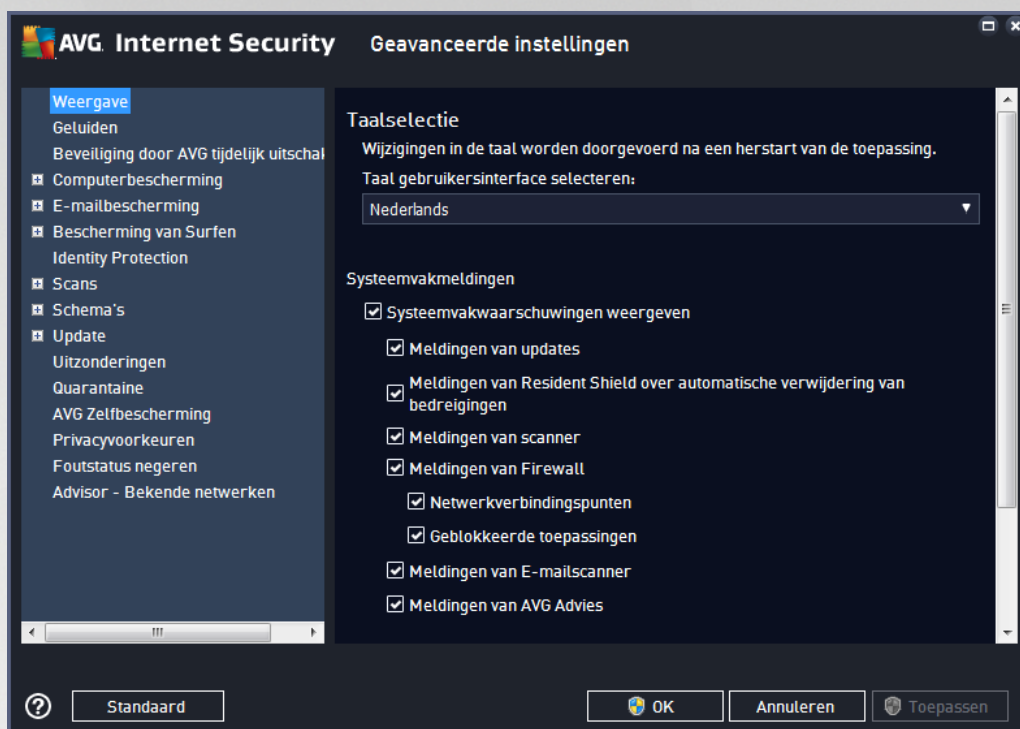 AVG. Internet Security
Geavanceerde instellingen
Weergave
Geluiden
Beveiliging door AVG tijdelijk uitschal
Computerbescherming
E-mailbescherming
Bescherming van Surfen
Identity Protection
Scans
Schema's
Update
Uitzonderingen
Quarantaine
AVG Zelfbescherming
Privacyvoorkeuren
Foutstatus negeren
Advisor - Bekende netwerken
Taalselectie
Wijzigingen in de taal worden doorgevoerd na een herstart van de toepassing.
Taal gebruikersinterface selecteren:
Nederlands
Systeemvakmeldingen
Systeemvakwaarschuwingen weergeven
Meldingen van updates
Meldingen van Resident Shield over automatische verwijdering van
bedreigingen
Meldingen van scanner
Meldingen van Firewall
Netwerkverbindingspunten
Geblokkeerde toepassingen
Meldingen van E-mailscanner
Meldingen van AVG Advies
Standaard
OK
Annuleren
Toepassen